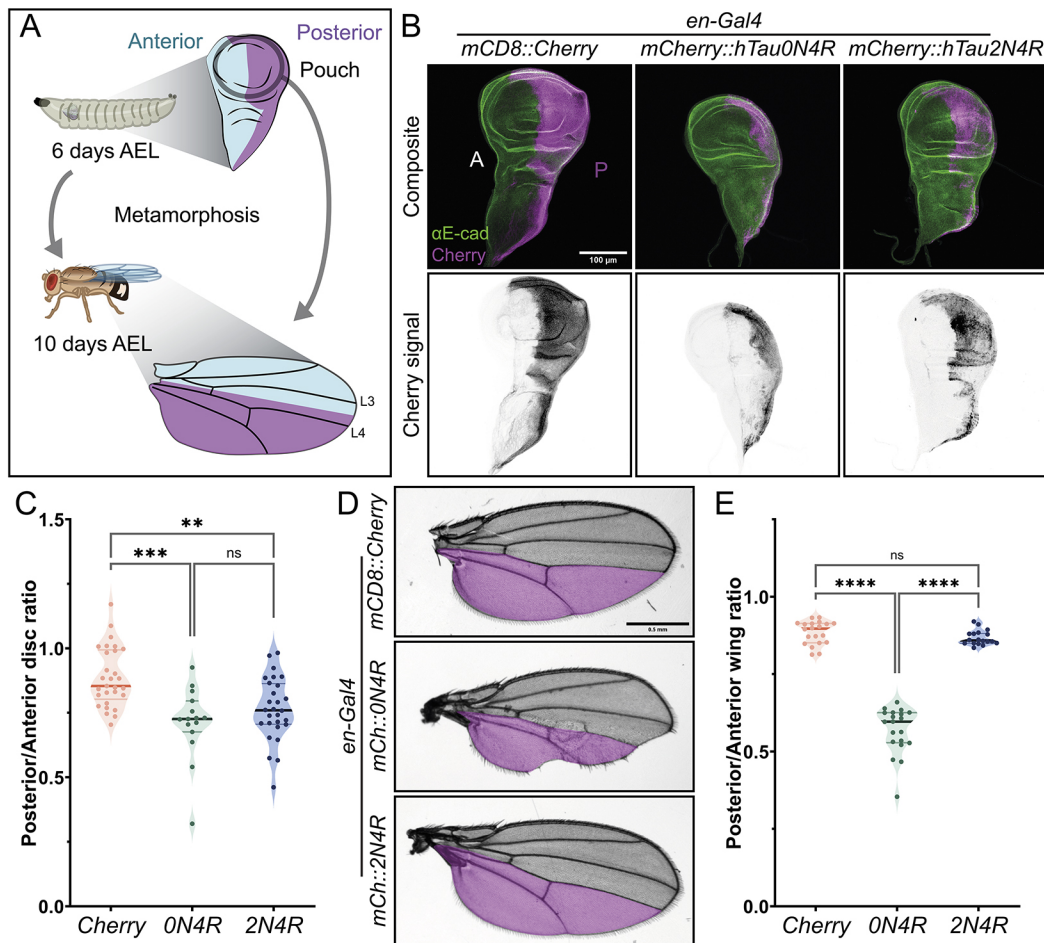 A
Anterior
Posterior
Pouch
6 days AEL
Metamorphosis
10 days AEL
L3
L4
B
en-Gal4
mCD8::Cherry
mCherry::hTau0N4R
mCherry::hTau2N4R
Composite
A
P
αE-cad
Cherry
100 µm
Cherry signal
C
Posterior/Anterior disc ratio
1.5
1.0
0.5
0.0
**
***
ns
Cherry
0N4R
2N4R
D
en-Gal4
mCD8::Cherry
0.5 mm
mCh::0N4R
mCh::2N4R
E
Posterior/Anterior wing ratio
1.0
0.5
0.0
ns
****
****
Cherry
0N4R
2N4R